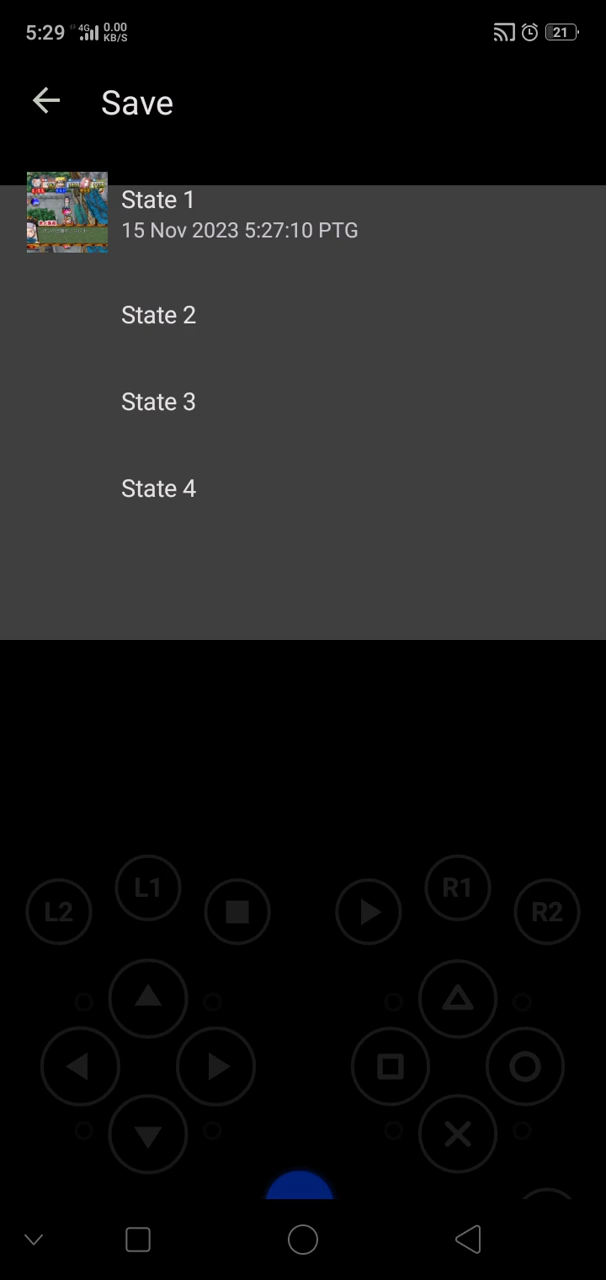 5:29 4G 0.00 KB/S 21
Save
State 1
15 Nov 2023 5:27:10 PTG
State 2
State 3
State 4
L2 L1 R1 R2